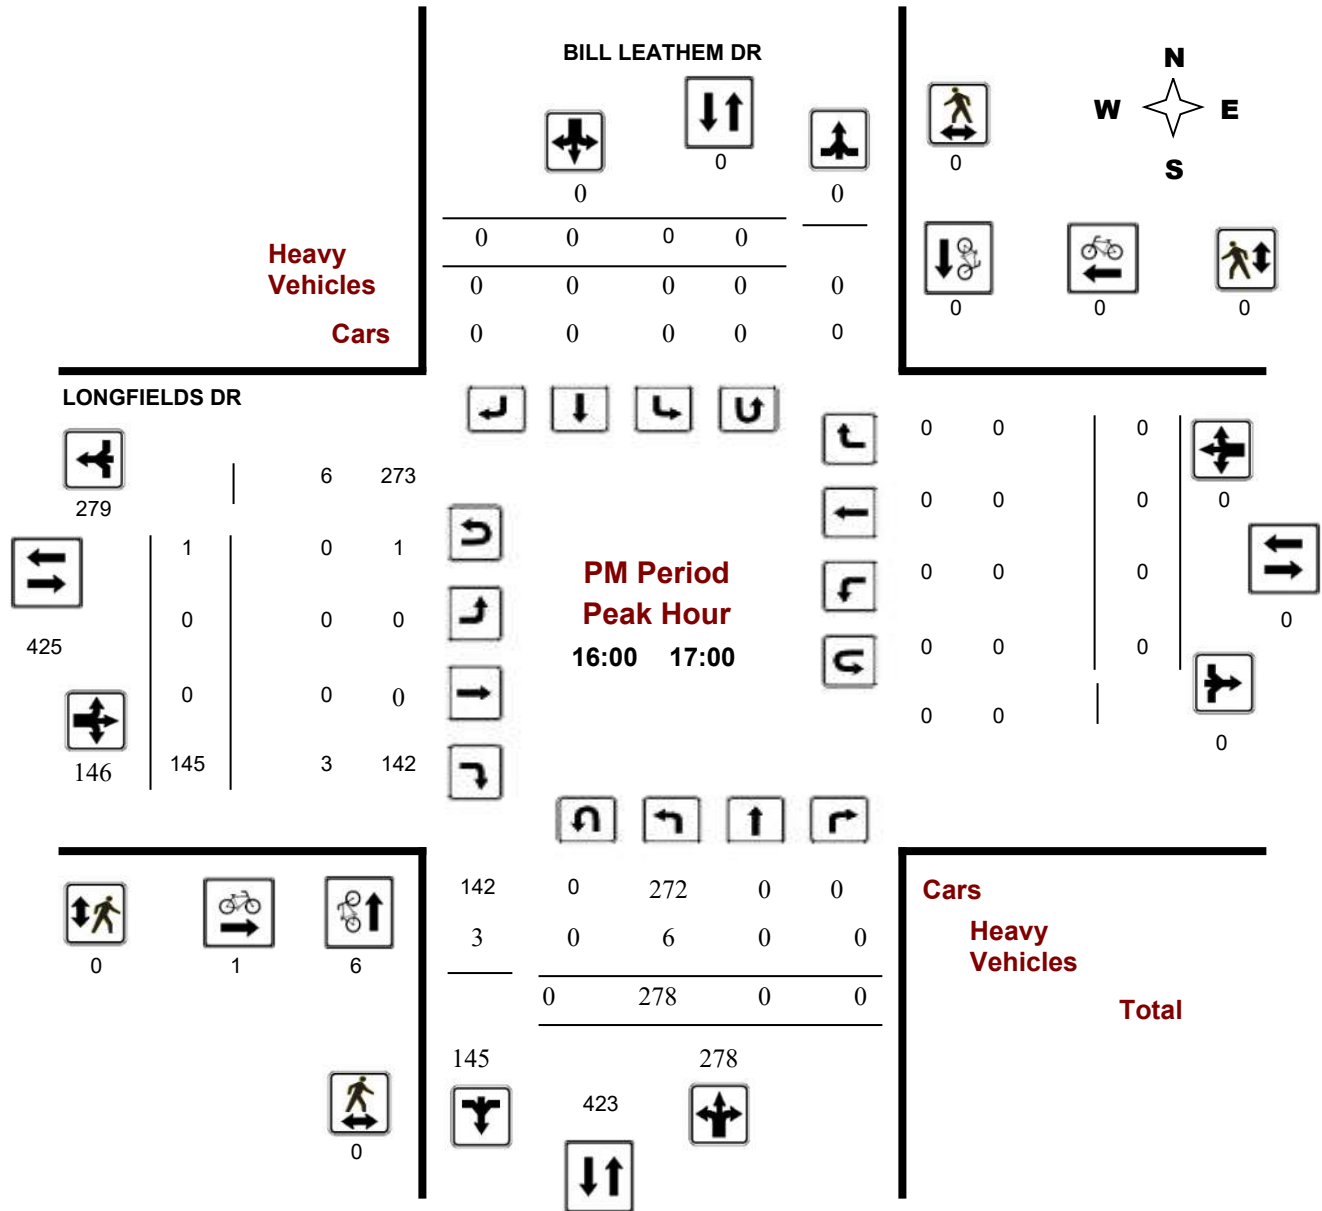 BILL LEATHEM DR
N
W E
S
0
0
0 0
0 0 0 0
Heavy
Vehicles
0 0 0 0 0
Cars
0 0 0 0 0
0 0 0
LONGFIELDS DR
0 0 0
6 273
279
0 0 0 0
1 0 1
PM Period
Peak Hour
16:00 17:00
0 0 0
0
0 0 0
425
0 0 0
0 0 0
0 0
0
146 145 3 142
142 0 272 0 0
Cars
3 0 6 0 0
Heavy
Vehicles
0 1 6
0 278 0 0
Total
145 278
423
0